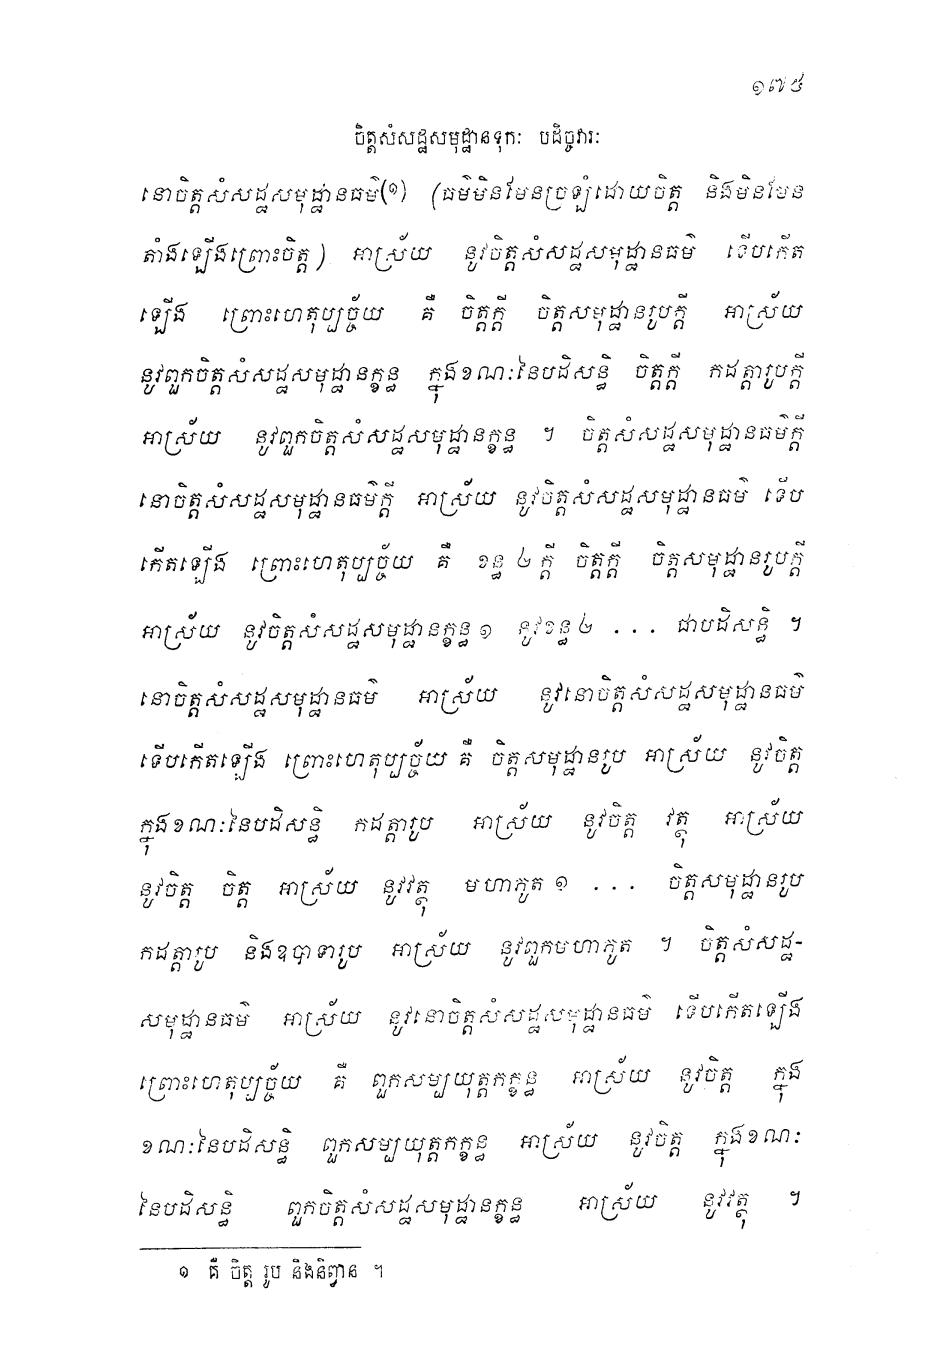 ១៧៥
ចិត្តសំសដ្ឋសមុដ្ឋានទុកៈ បដិច្ចវារៈ
នោចិត្តសំសដ្ឋសមុដ្ឋានធម៌(១) (ធម៌មិនមែនច្រឡំដោយចិត្ត និងមិនមែន
តាំងឡើងព្រោះចិត្ត) អាស្រ័យ នូវចិត្តសំសដ្ឋសមុដ្ឋានធម៌ ទើបកើត
ឡើង ព្រោះហេតុប្បច្ច័យ គឺ ចិត្តក្តី ចិត្តសមុដ្ឋានរូបក្តី អាស្រ័យ
នូវពួកចិត្តសំសដ្ឋសមុដ្ឋានក្ខន្ធ ក្នុងខណៈនៃបដិសន្ធិ ចិត្តក្តី កដត្តារូបក្តី
អាស្រ័យ នូវពួកចិត្តសំសដ្ឋសមុដ្ឋានក្ខន្ធ ។ ចិត្តសំសដ្ឋសមុដ្ឋានធម៌ក្តី
នោចិត្តសំសដ្ឋសមុដ្ឋានធម៌ក្តី អាស្រ័យ នូវចិត្តសំសដ្ឋសមុដ្ឋានធម៌ ទើប
កើតឡើង ព្រោះហេតុប្បច្ច័យ គឺ ខន្ធ ២ ក្តី ចិត្តក្តី ចិត្តសមុដ្ឋានរូបក្តី
អាស្រ័យ នូវចិត្តសំសដ្ឋសមុដ្ឋានក្ខន្ធ ១ នូវខន្ធ ២ ... ជាបដិសន្ធិ ។
នោចិត្តសំសដ្ឋសមុដ្ឋានធម៌ អាស្រ័យ នូវនោចិត្តសំសដ្ឋសមុដ្ឋានធម៌
ទើបកើតឡើង ព្រោះហេតុប្បច្ច័យ គឺ ចិត្តសមុដ្ឋានរូប អាស្រ័យ នូវចិត្ត
ក្នុងខណៈនៃបដិសន្ធិ កដត្តារូប អាស្រ័យ នូវចិត្ត វត្ថុ អាស្រ័យ
នូវចិត្ត ចិត្ត អាស្រ័យ នូវវត្ថុ មហាភូត ១ ... ចិត្តសមុដ្ឋានរូប
កដត្តារូប និងឧបាទារូប អាស្រ័យ នូវពួកមហាភូត ។ ចិត្តសំសដ្ឋ-
សមុដ្ឋានធម៌ អាស្រ័យ នូវនោចិត្តសំសដ្ឋសមុដ្ឋានធម៌ ទើបកើតឡើង
ព្រោះហេតុប្បច្ច័យ គឺ ពួកសម្បយុត្តកក្ខន្ធ អាស្រ័យ នូវចិត្ត ក្នុង
ខណៈនៃបដិសន្ធិ ពួកសម្បយុត្តកក្ខន្ធ អាស្រ័យ នូវចិត្ត ក្នុងខណៈ
នៃបដិសន្ធិ ពួកចិត្តសំសដ្ឋសមុដ្ឋានក្ខន្ធ អាស្រ័យ នូវវត្ថុ ។
១ គឺ ចិត្ត រូប និងនិព្វាន ។